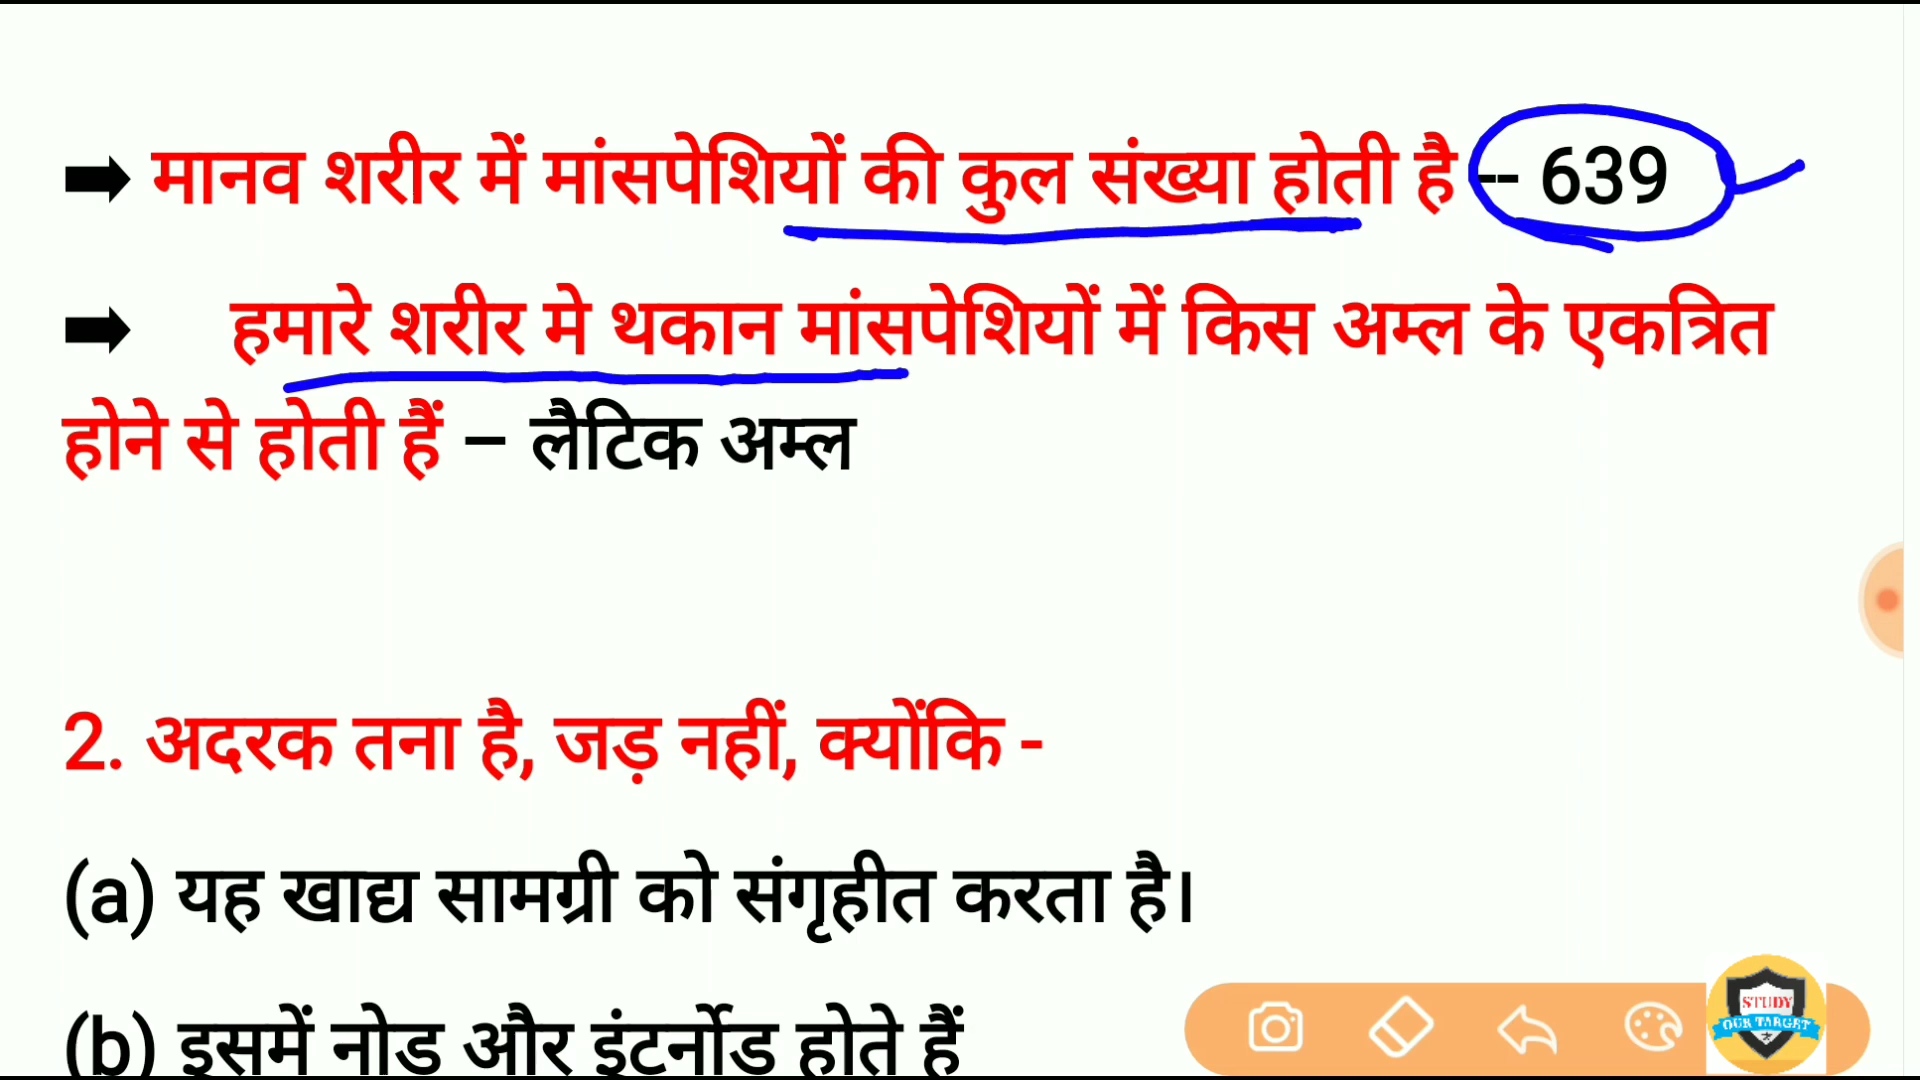 ➡ मानव शरीर में मांसपेशियों की कुल संख्या होती है -- 639
➡ हमारे शरीर मे थकान मांसपेशियों में किस अम्ल के एकत्रित
होने से होती हैं – लैटिक अम्ल
2. अदरक तना है, जड़ नहीं, क्योंकि -
(a) यह खाद्य सामग्री को संगृहीत करता है।
(b) इसमें नोड और इंटर्नोड होते हैं
STUDY
OUR TARGET